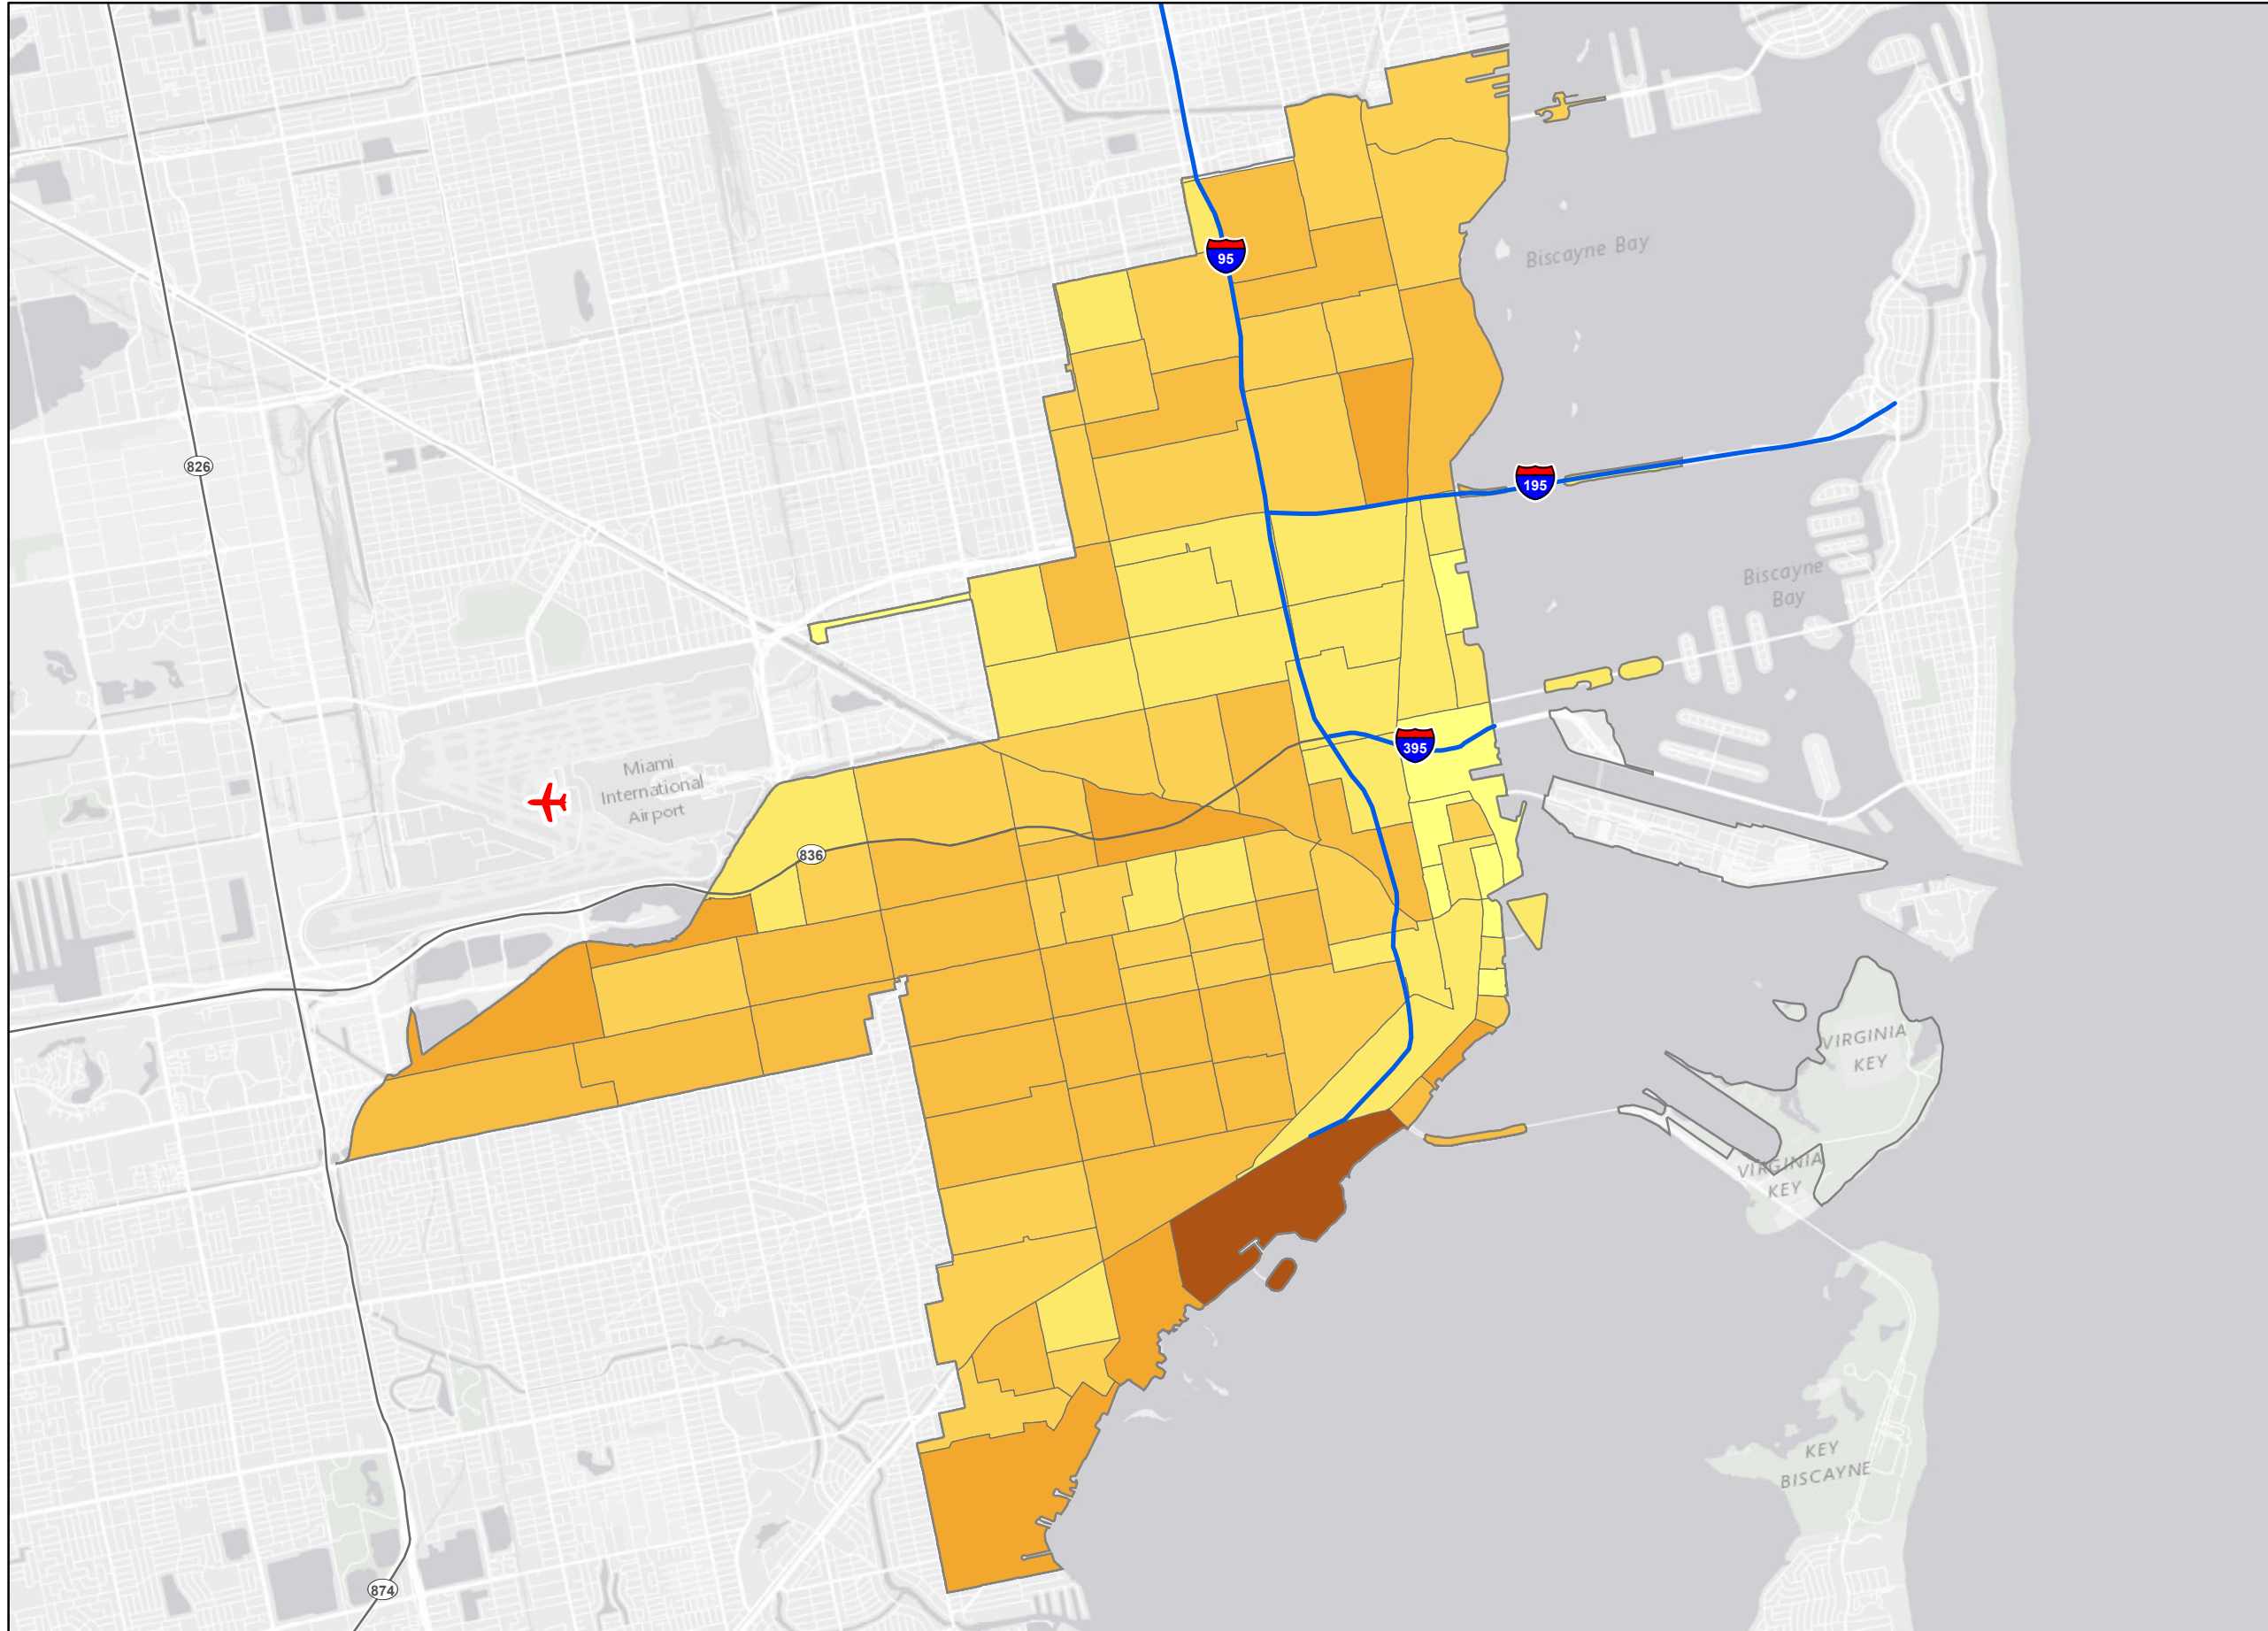 95
Biscayne Bay
826
195
Biscayne
Bay
395
Miami
International
Airport
836
VIRGINIA
KEY
VIRGINIA
KEY
KEY
BISCAYNE
874